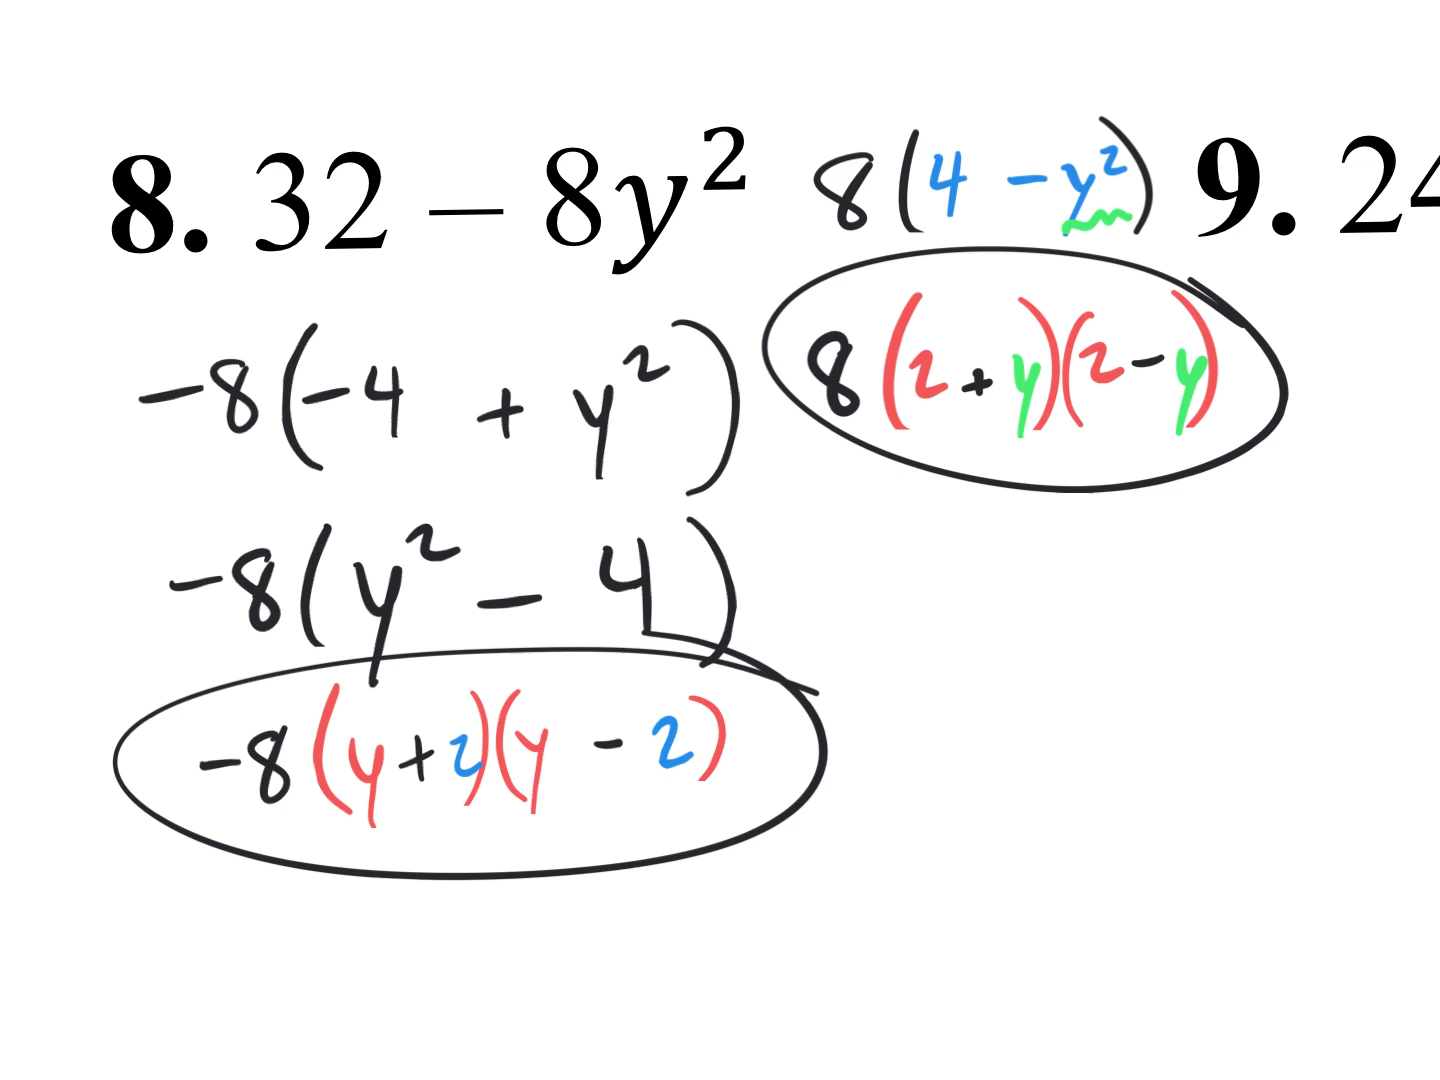 8. 32 – 8y² 8(4 - y²) 9. 24
-8(-4 + y²) 8(2 + y)(2 - y)
-8(y² - 4)
-8(y + 2)(y - 2)